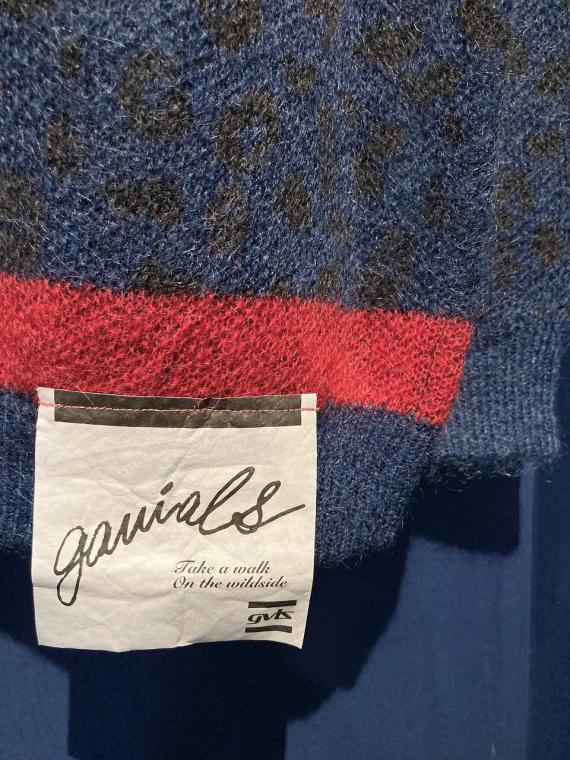 gavials
Take a walk
On the wildside
gvls